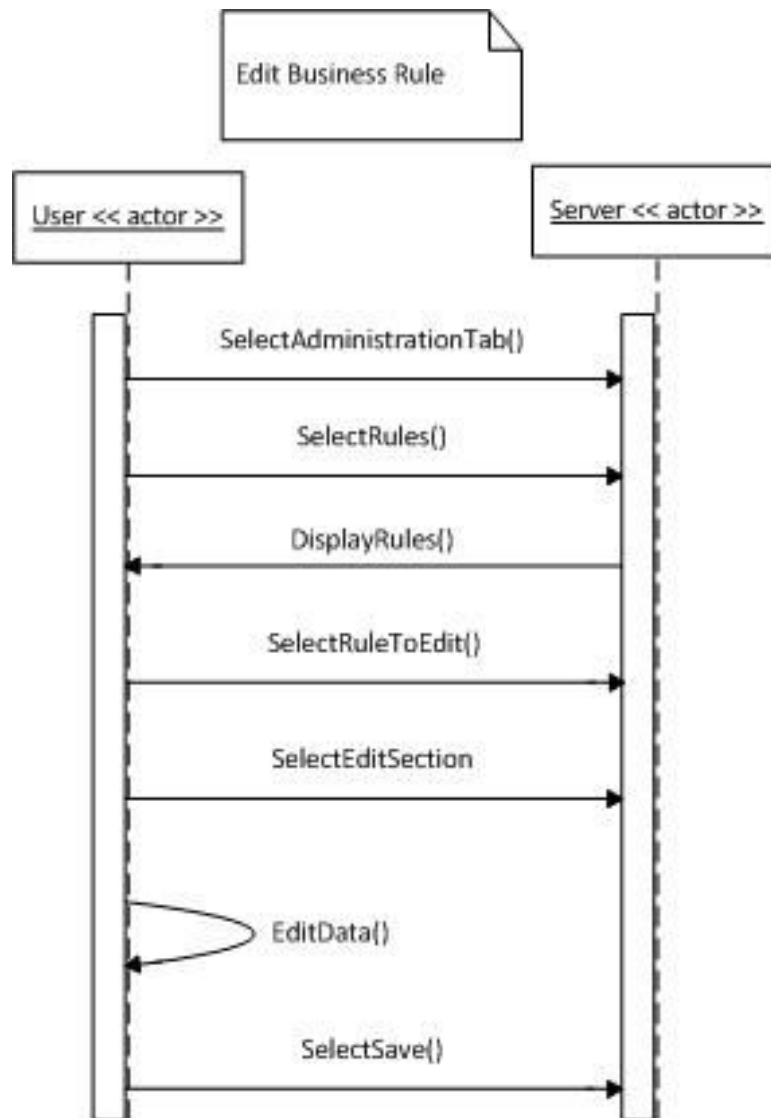 Edit Business Rule
User << actor >>
Server << actor >>
SelectAdministrationTab()
SelectRules()
DisplayRules()
SelectRuleToEdit()
SelectEditSection
EditData()
SelectSave()